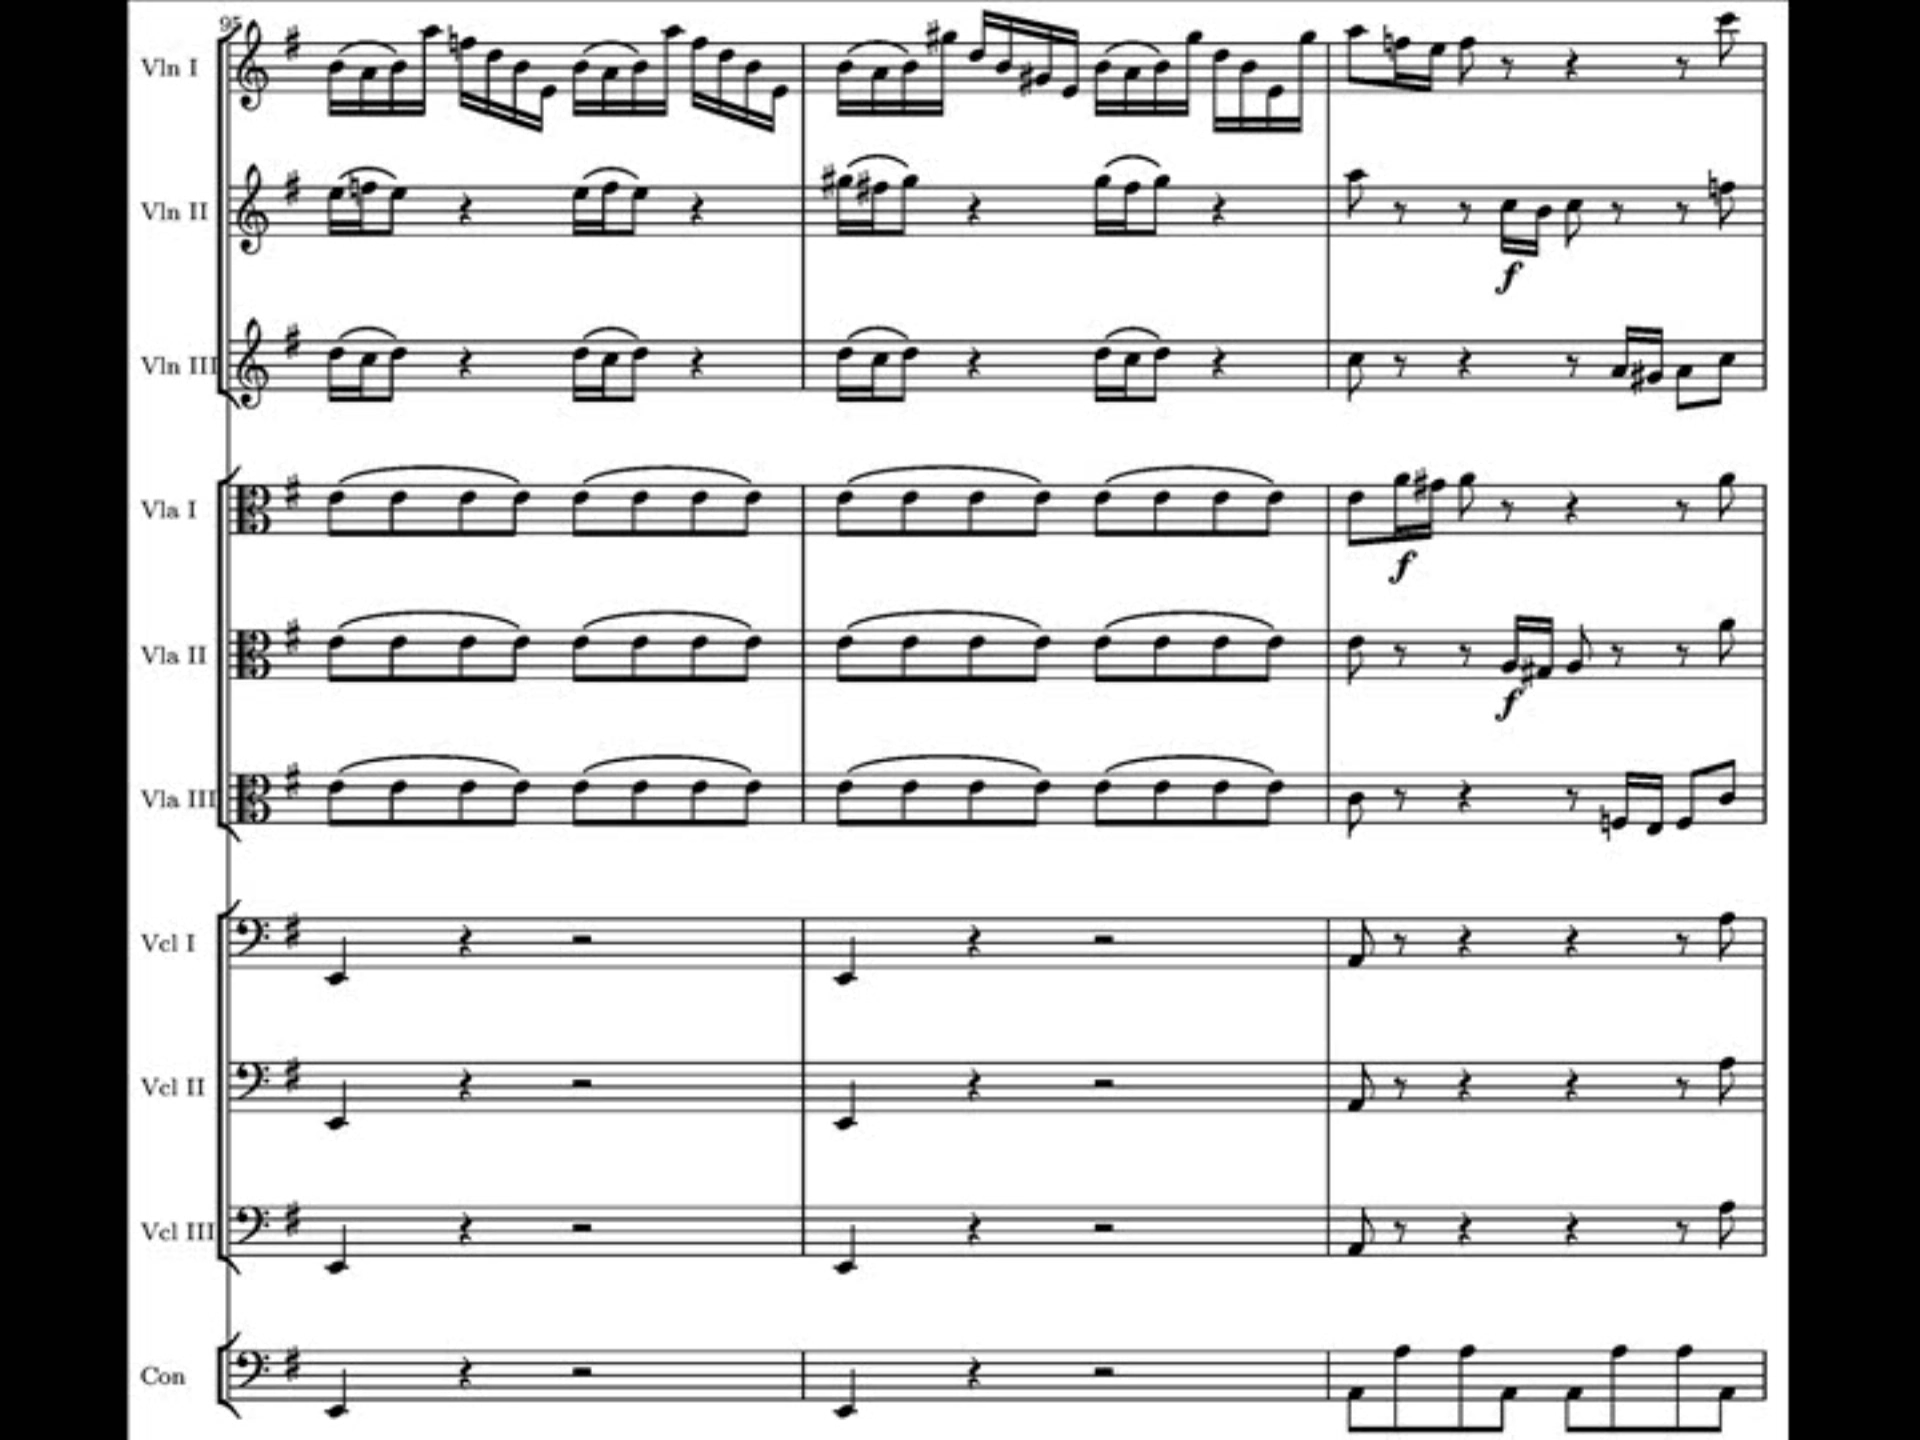 95
Vln I
Vln II
f
Vln III
Vla I
f
Vla II
f
Vla III
Vcl I
Vcl II
Vcl III
Con